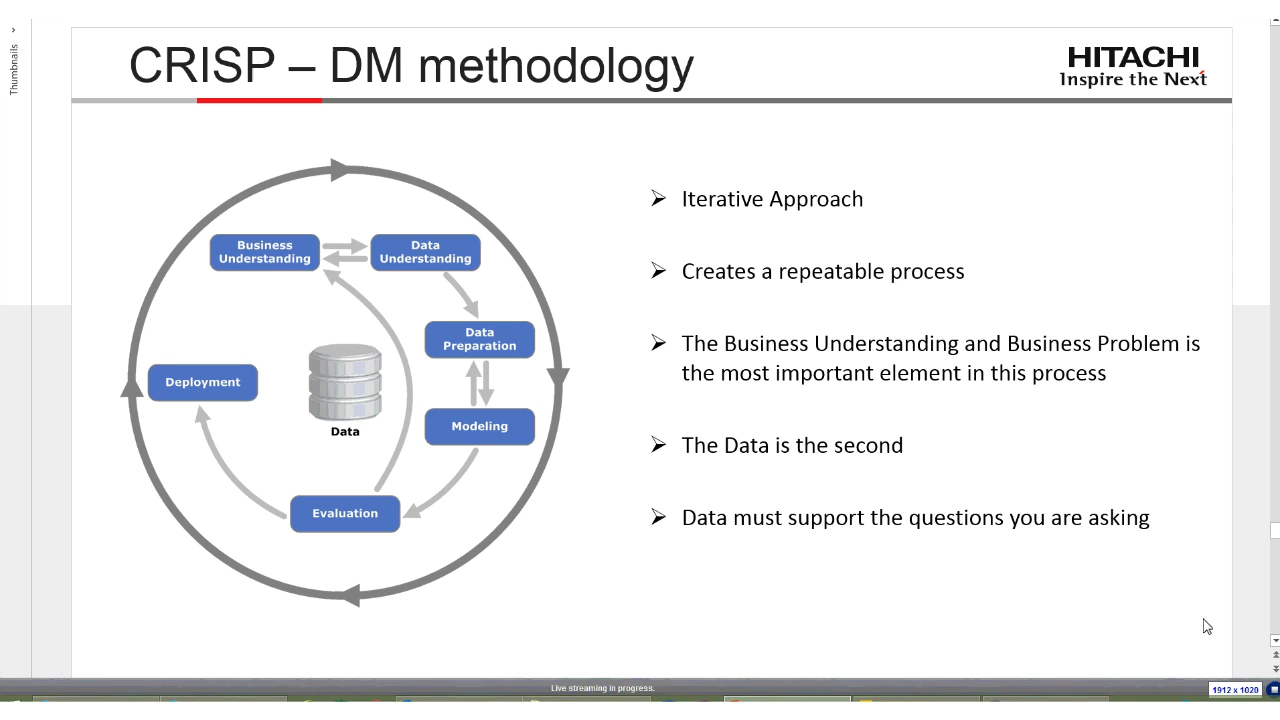 Thumbnails
CRISP – DM methodology
HITACHI
Inspire the Next
Business
Understanding
Data
Understanding
Data
Preparation
Deployment
Data
Modeling
Evaluation
Iterative Approach
Creates a repeatable process
The Business Understanding and Business Problem is
the most important element in this process
The Data is the second
Data must support the questions you are asking
Live streaming in progress.
1912 x 1020